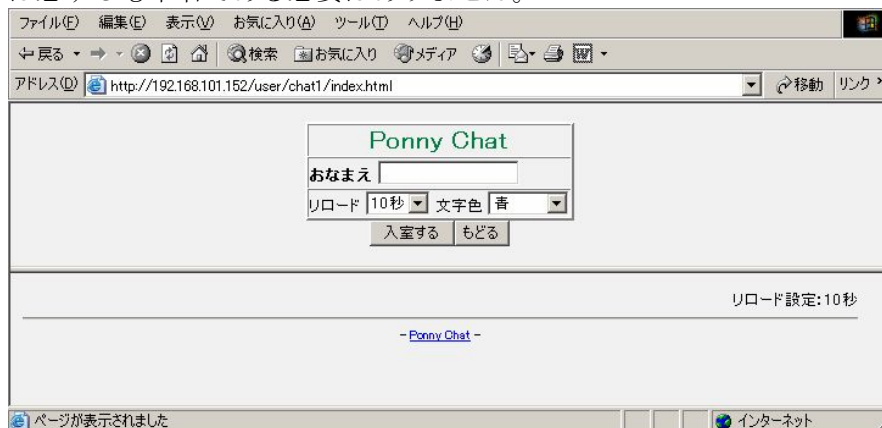 ファイル(F) 編集(E) 表示(V) お気に入り(A) ツール(T) ヘルプ(H)
戻る 検索 お気に入り メディア
アドレス(D) http://192.168.101.152/user/chat1/index.html 移動 リンク »
Ponny Chat
おなまえ
リロード 10秒 文字色 青
入室する もどる
リロード設定:10秒
- Ponny Chat -
ページが表示されました インターネット